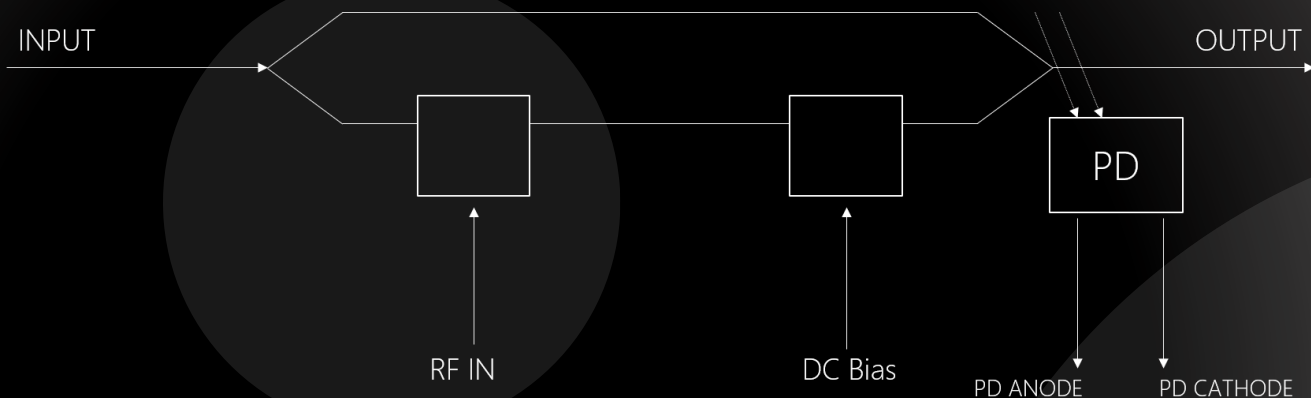 INPUT
OUTPUT
PD
RF IN
DC Bias
PD ANODE
PD CATHODE